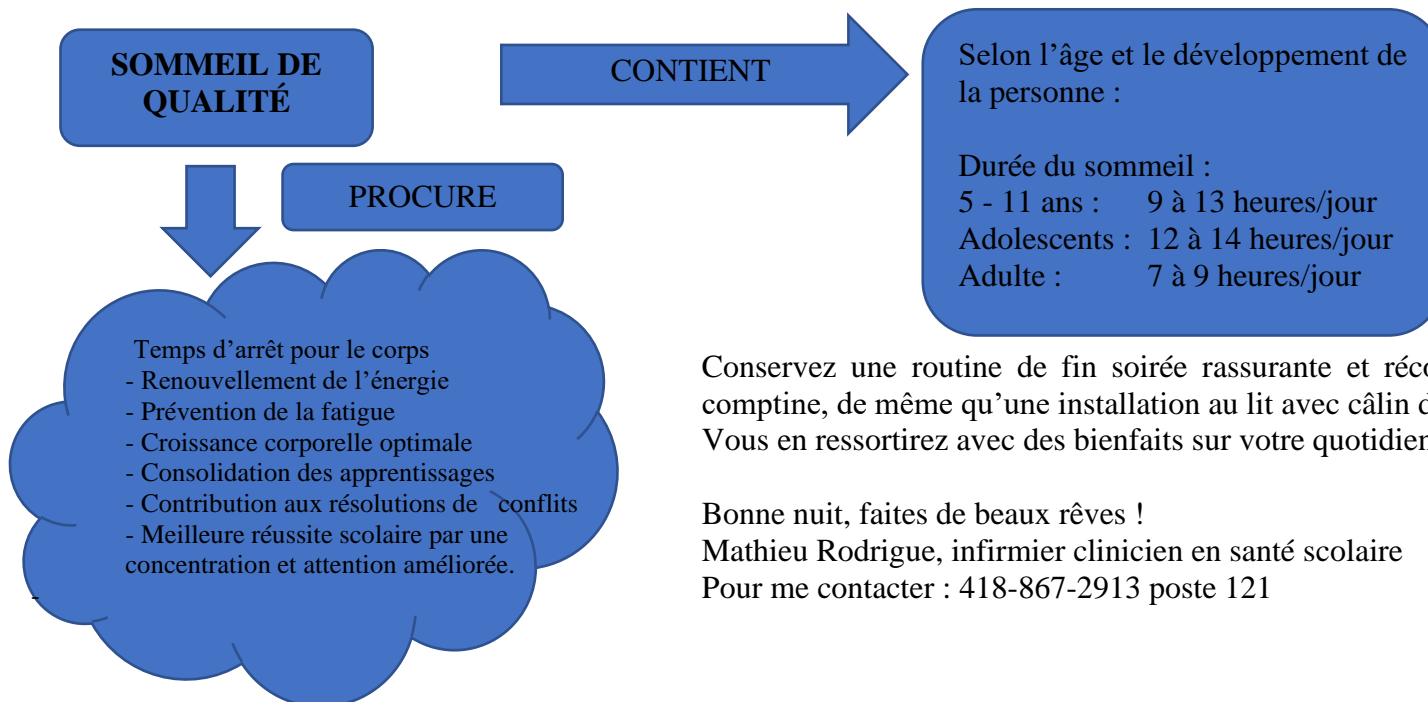 SOMMEIL DE
QUALITÉ
CONTIENT
Selon l’âge et le développement de
la personne :
Durée du sommeil :
5 - 11 ans : 9 à 13 heures/jour
Adolescents : 12 à 14 heures/jour
Adulte : 7 à 9 heures/jour
PROCURE
Temps d’arrêt pour le corps
- Renouvellement de l’énergie
- Prévention de la fatigue
- Croissance corporelle optimale
- Consolidation des apprentissages
- Contribution aux résolutions de conflits
- Meilleure réussite scolaire par une
concentration et attention améliorée.
-
Conservez une routine de fin soirée rassurante et
comptine, de même qu’une installation au lit avec câlin
Vous en ressortirez avec des bienfaits sur votre quotidien
Bonne nuit, faites de beaux rêves !
Mathieu Rodrigue, infirmier clinicien en santé scolaire
Pour me contacter : 418-867-2913 poste 121